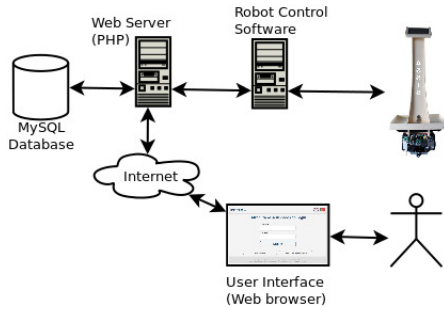 Web Server
(PHP)
Robot Control
Software
MySQL
Database
Internet
User Interface
(Web browser)